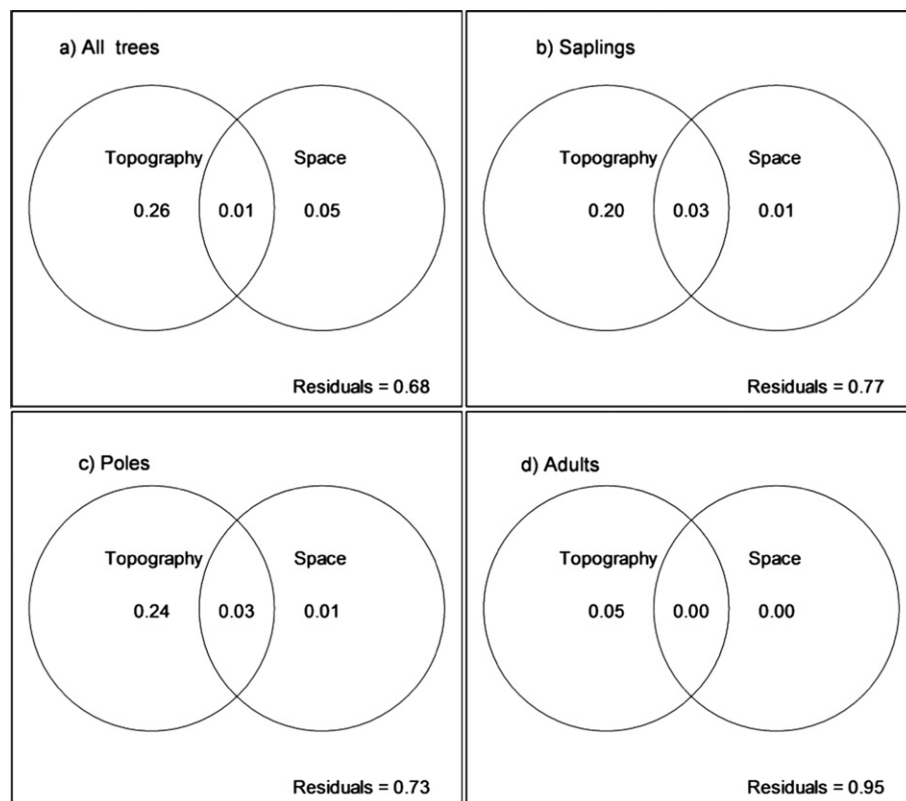 a) All trees
Topography Space
0.26 0.01 0.05
Residuals = 0.68
b) Saplings
Topography Space
0.20 0.03 0.01
Residuals = 0.77
c) Poles
Topography Space
0.24 0.03 0.01
Residuals = 0.73
d) Adults
Topography Space
0.05 0.00 0.00
Residuals = 0.95